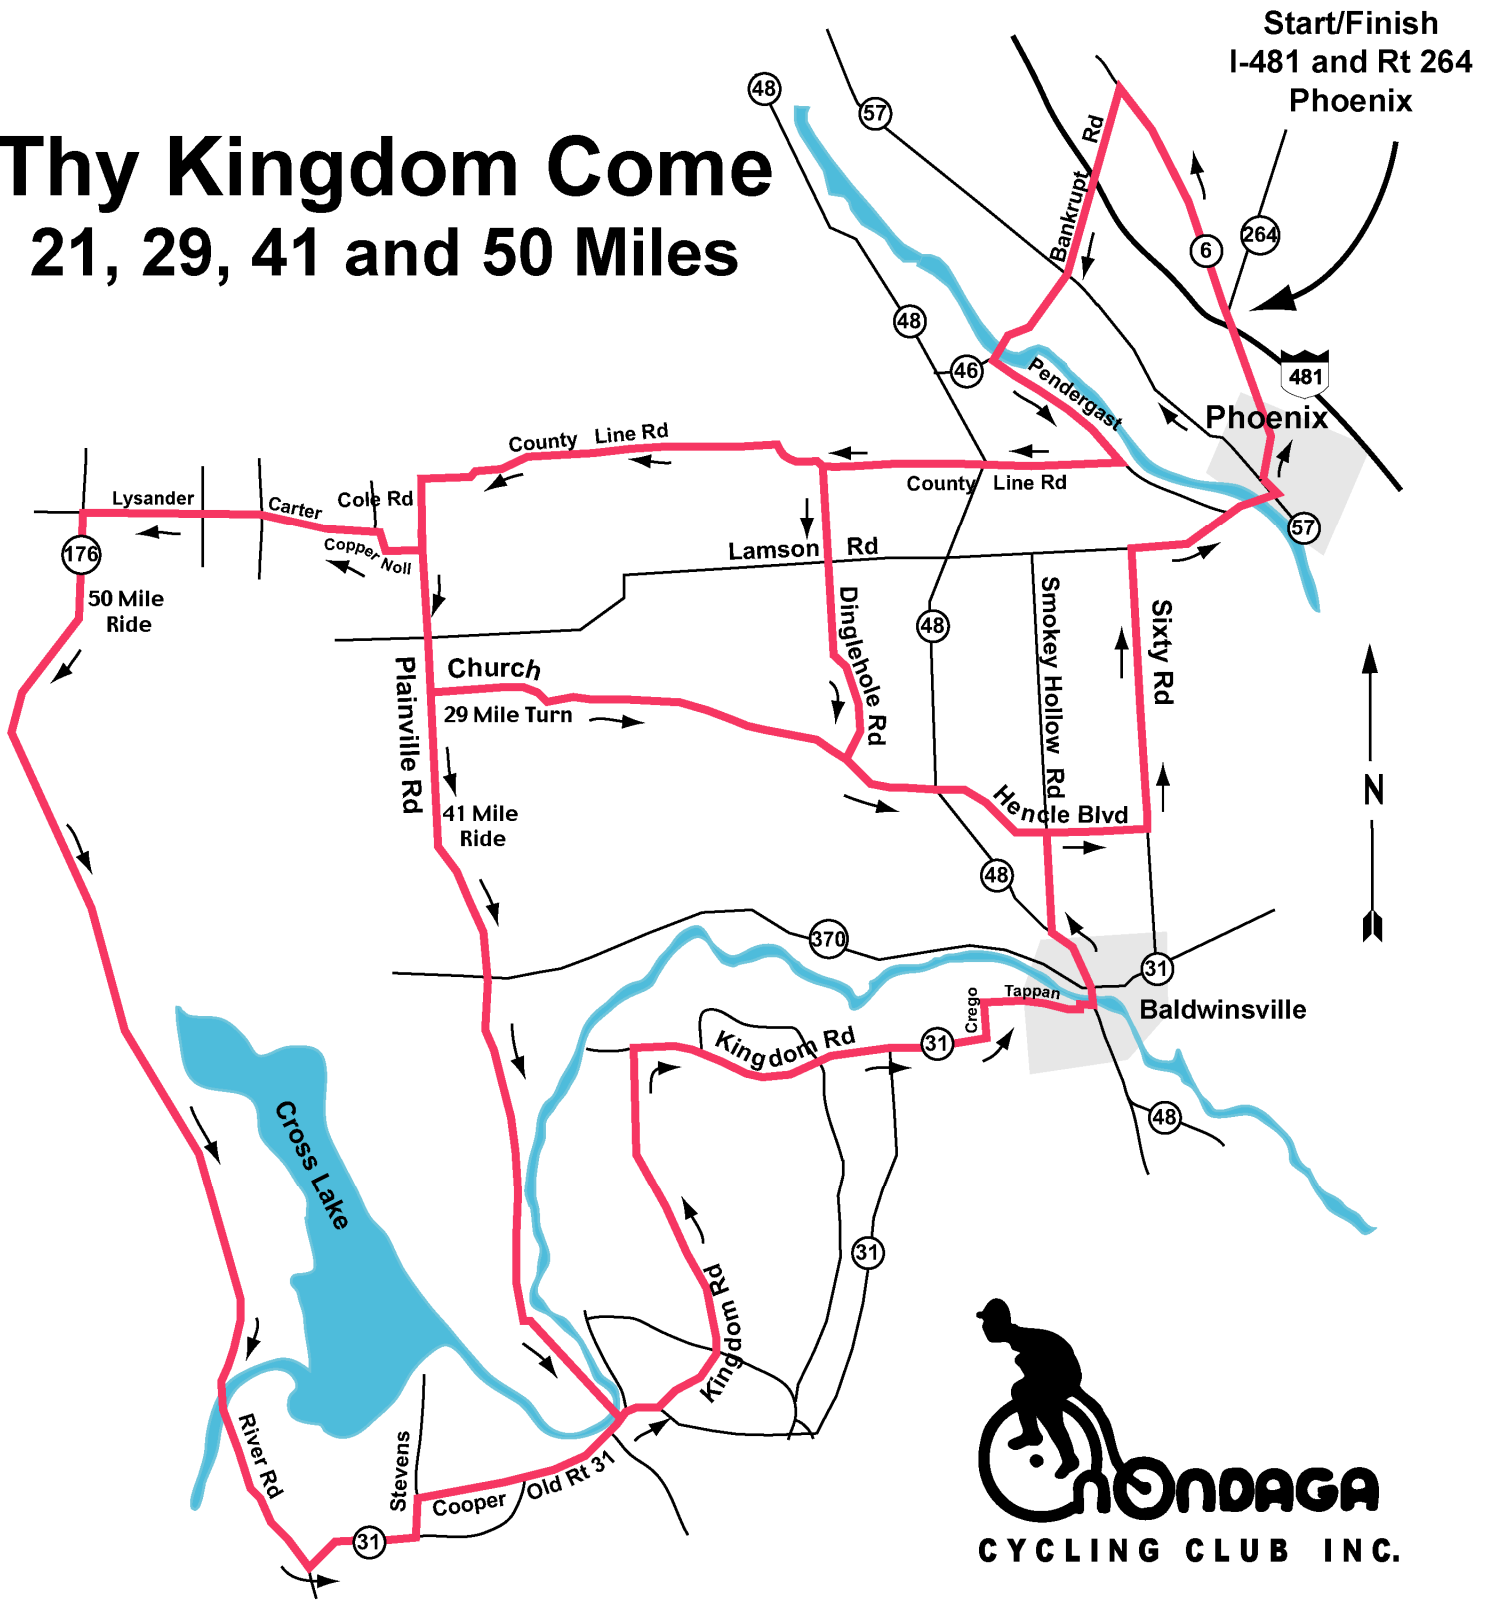 Start/Finish
I-481 and Rt 264
Phoenix
Thy Kingdom Come
21, 29, 41 and 50 Miles
48
57
Bankrupt Rd
6
264
48
46
Pendergast
481
Phoenix
County Line Rd
County Line Rd
Lysander
Carter
Cole Rd
Copper Noll
176
57
Lamson Rd
50 Mile
Ride
Dinglehole Rd
48
Smokey Hollow Rd
Sixty Rd
Church
29 Mile Turn
Plainville Rd
41 Mile
Ride
Hencle Blvd
N
48
370
31
Tappan
Crego
Baldwinsville
Kingdom Rd
31
48
Cross Lake
31
Kingdom Rd
River Rd
Stevens
Cooper
Old Rt 31
31
OnONDAGA
CYCLING CLUB INC.